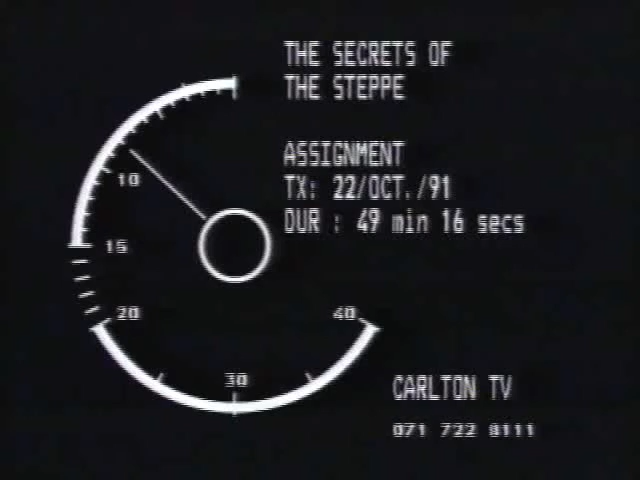 THE SECRETS OF
THE STEPPE
ASSIGNMENT
TX: 22/OCT./91
DUR : 49 min 16 secs
10
15
20
40
30
CARLTON TV
071 722 8111